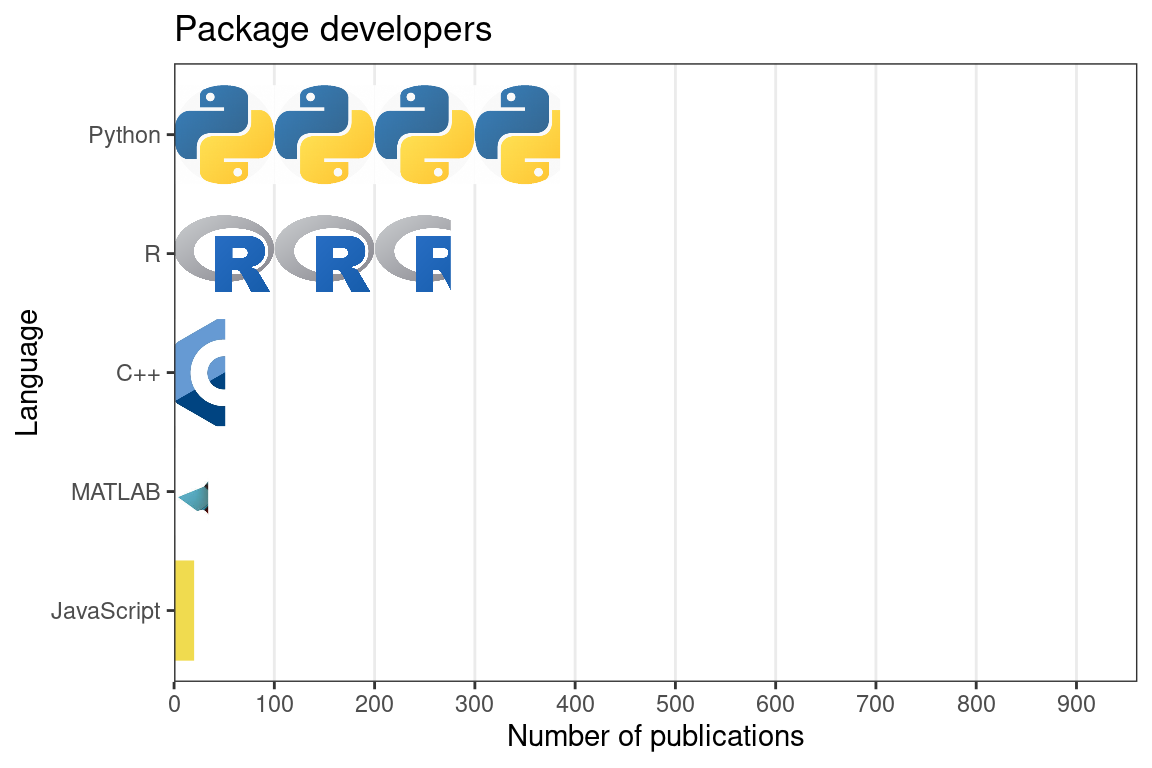 Package developers
Language
Python
R
C++
MATLAB
JavaScript
R R R
0 100 200 300 400 500 600 700 800 900
Number of publications